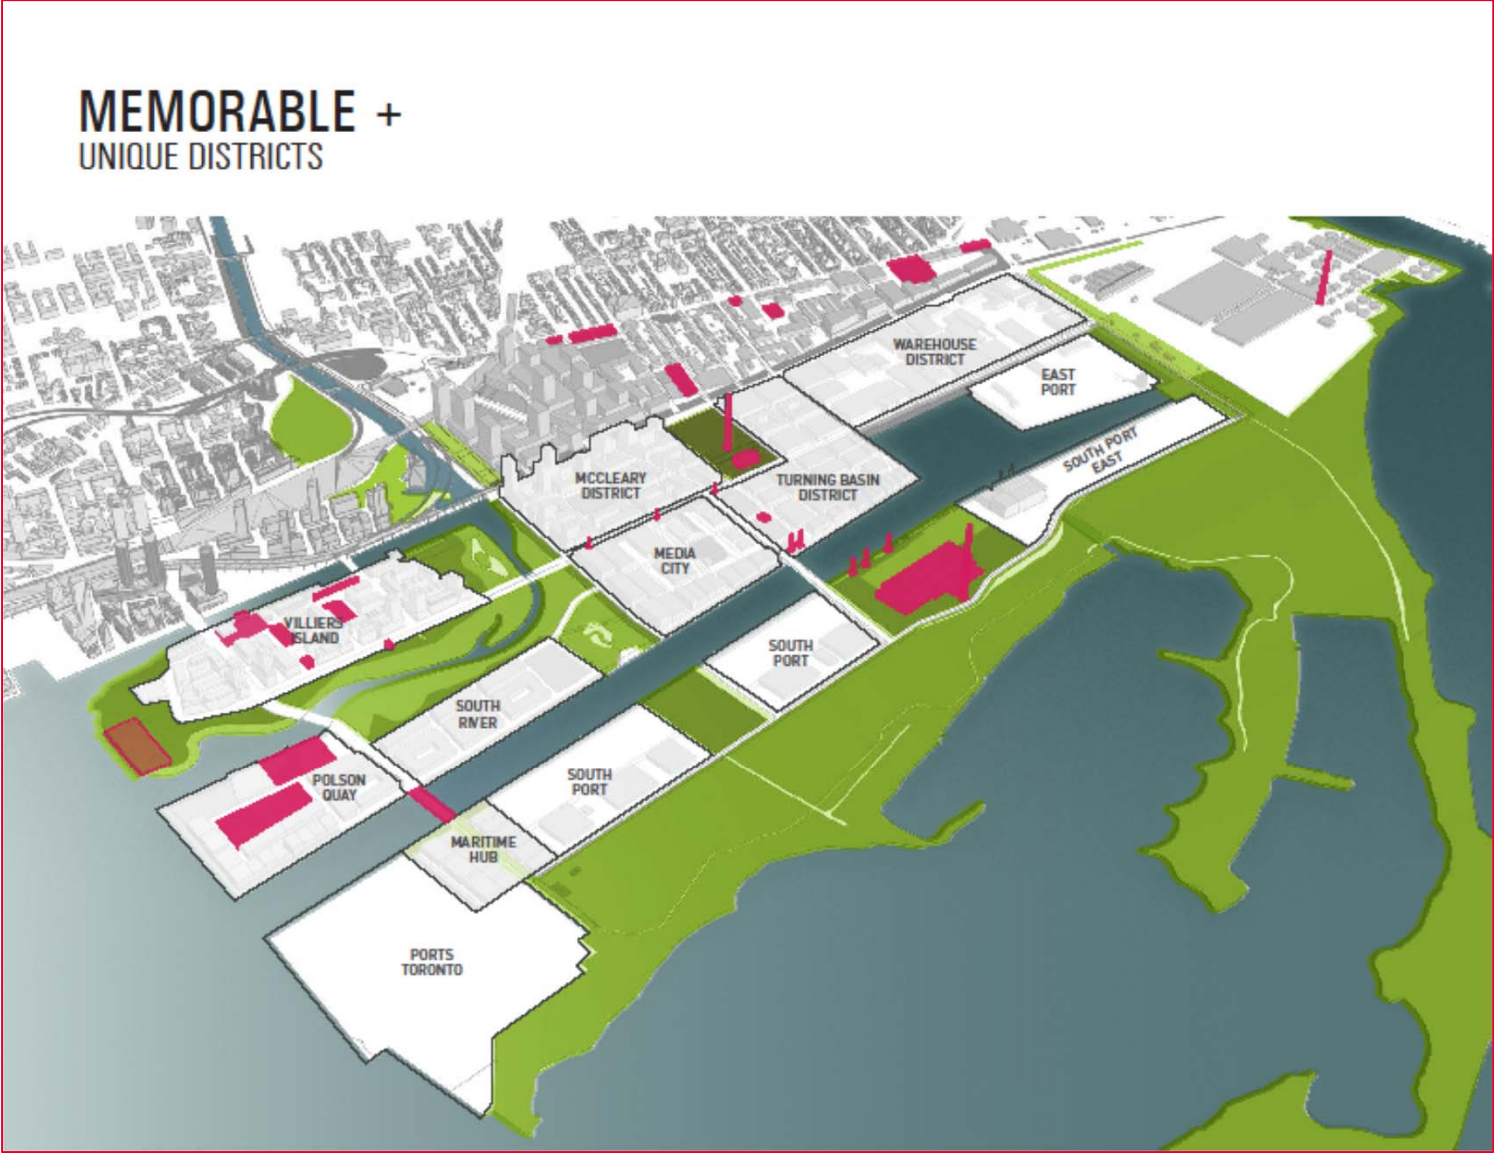 MEMORABLE +
UNIQUE DISTRICTS
WAREHOUSE
DISTRICT
EAST
PORT
SOUTH PORT
EAST
MCCLEARY
DISTRICT
TURNING BASIN
DISTRICT
MEDIA
CITY
VILLIERS
ISLAND
SOUTH
PORT
SOUTH
RIVER
SOUTH
PORT
POLSON
QUAY
MARITIME
HUB
PORTS
TORONTO